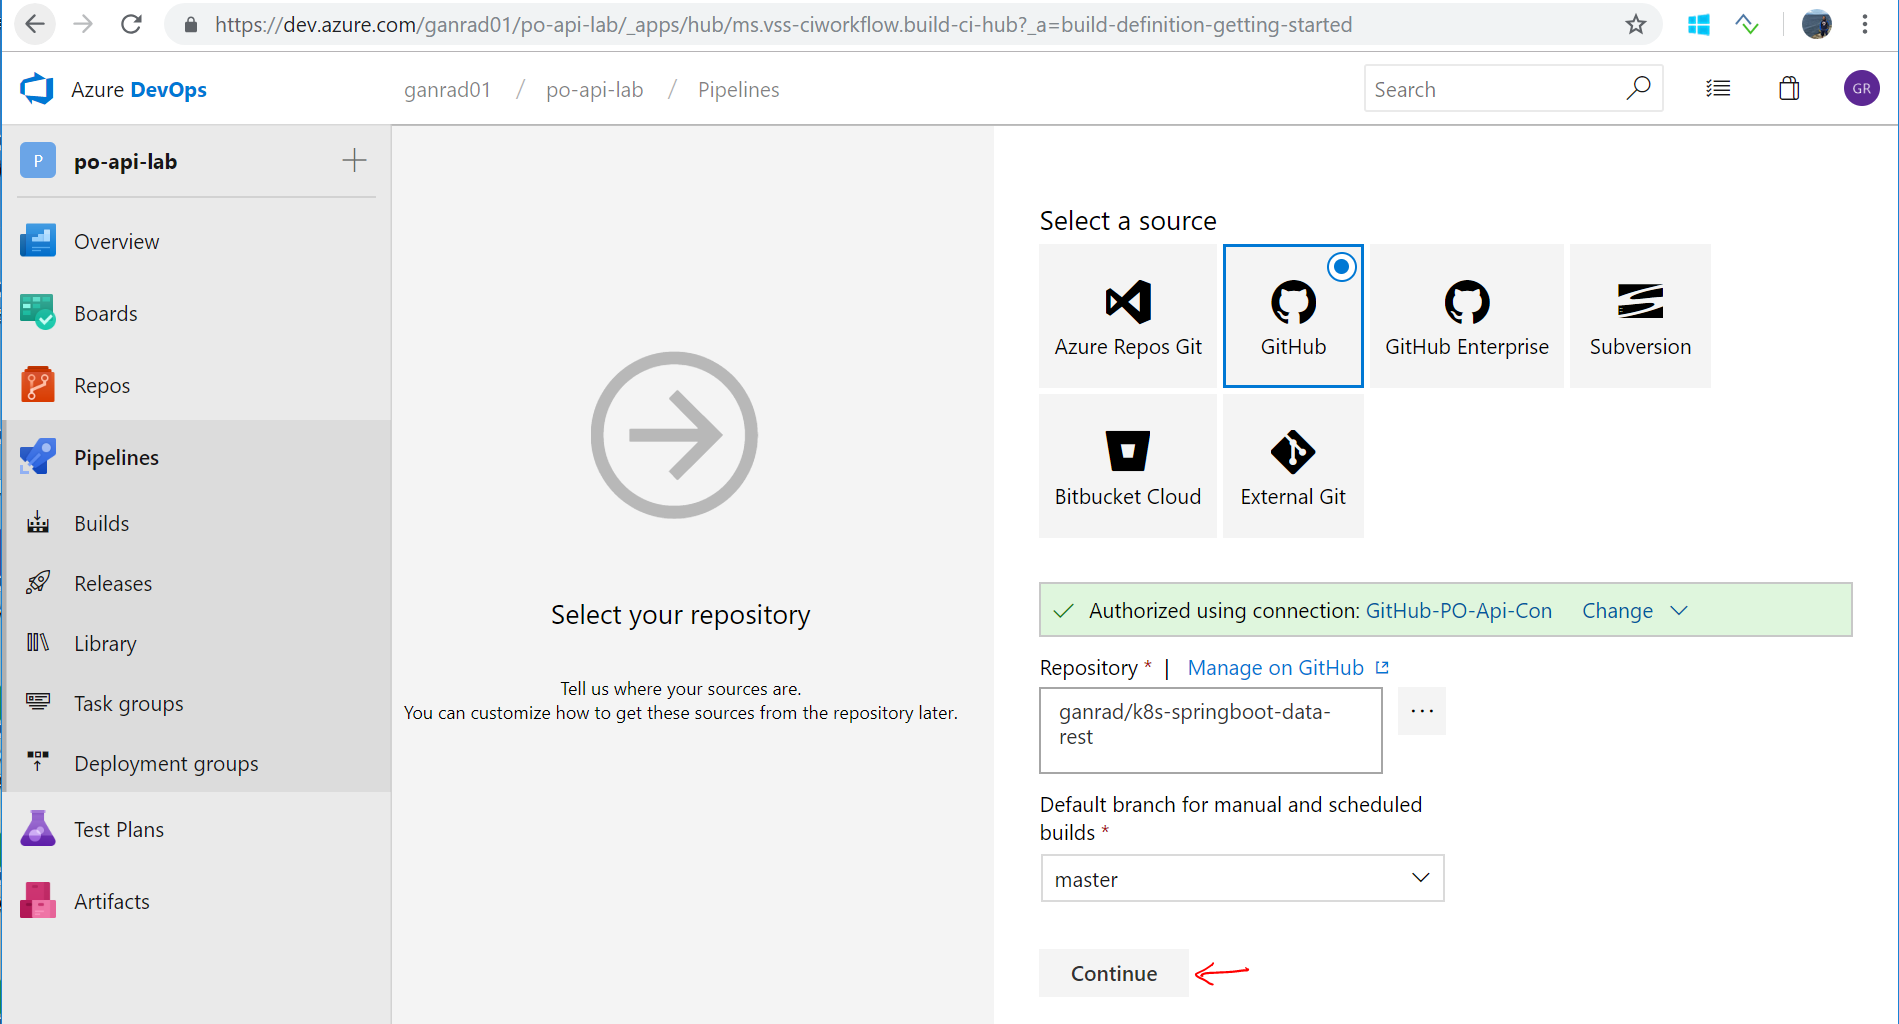 https://dev.azure.com/ganrad01/po-api-lab/_apps/hub/ms.vss-ciworkflow.build-ci-hub?_a=build-definition-getting-started
Azure DevOps
ganrad01 / po-api-lab / Pipelines
Search
GR
P
po-api-lab
Overview
Boards
Repos
Pipelines
Builds
Releases
Library
Task groups
Deployment groups
Test Plans
Artifacts
Select your repository
Tell us where your sources are.
You can customize how to get these sources from the repository later.
Select a source
Azure Repos Git
GitHub
GitHub Enterprise
Subversion
Bitbucket Cloud
External Git
Authorized using connection: GitHub-PO-Api-Con Change
Repository * | Manage on GitHub
ganrad/k8s-springboot-data-
rest
...
Default branch for manual and scheduled
builds *
master
Continue